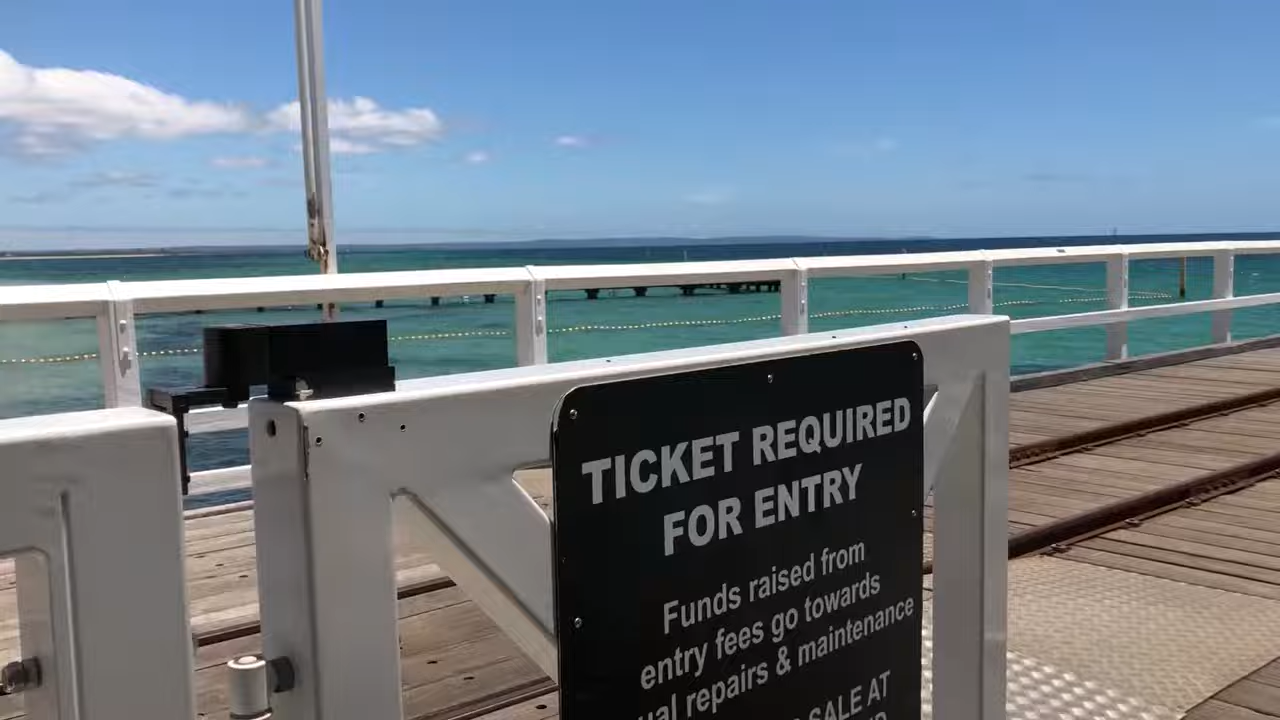 TICKET REQUIRED
FOR ENTRY
Funds raised from
entry fees go towards
repairs & maintenance
SALE AT